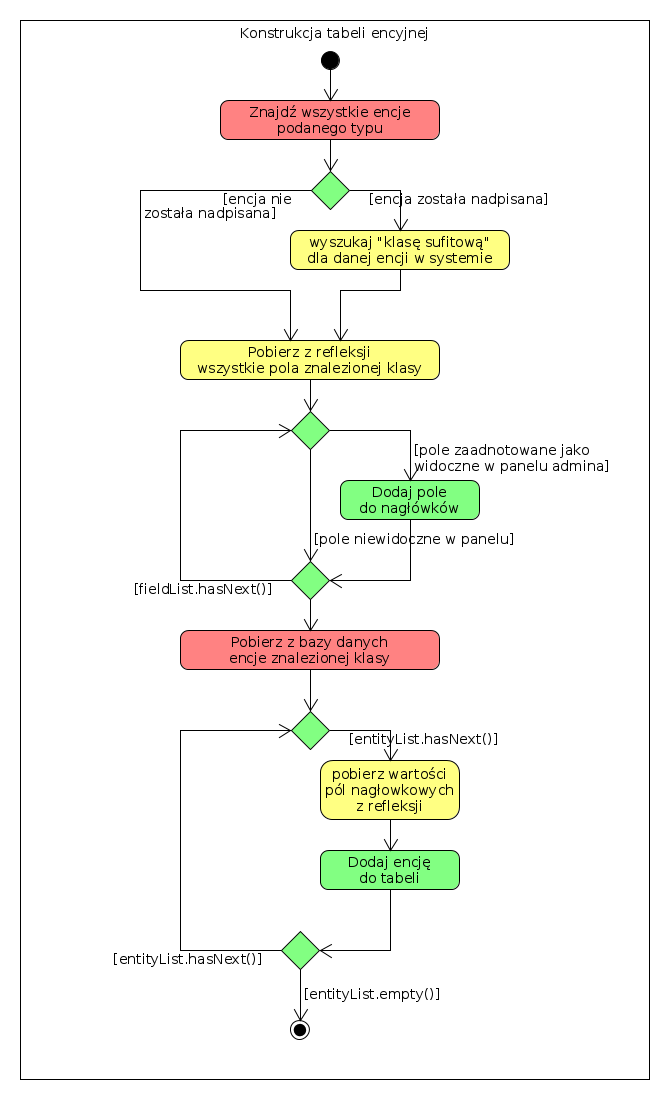 Konstrukcja tabeli encyjnej
Znajdź wszystkie encje
podanego typu
[encja nie
została nadpisana]
[encja została nadpisana]
wyszukaj "klasę sufitową"
dla danej encji w systemie
Pobierz z refleksji
wszystkie pola znalezionej klasy
[pole zaadnotowane jako
widoczne w panelu admina]
Dodaj pole
do nagłówków
[pole niewidoczne w panelu]
[fieldList.hasNext()]
Pobierz z bazy danych
encje znalezionej klasy
[entityList.hasNext()]
pobierz wartości
pól nagłowkowych
z refleksji
Dodaj encję
do tabeli
[entityList.hasNext()]
[entityList.empty()]